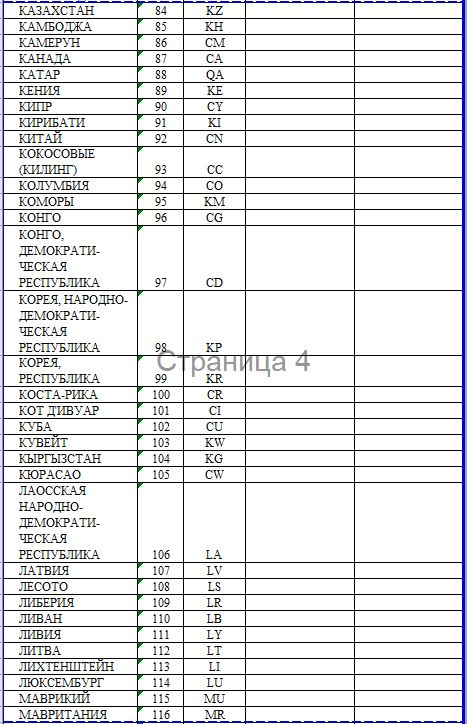 КАЗАХСТАН 84 KZ
КАМБОДЖА 85 KH
КАМЕРУН 86 CM
КАНАДА 87 CA
КАТАР 88 QA
КЕНИЯ 89 KE
КИПР 90 CY
КИРИБАТИ 91 KI
КИТАЙ 92 CN
КОКОСОВЫЕ
(КИЛИНГ) 93 CC
КОЛУМБИЯ 94 CO
КОМОРЫ 95 KM
КОНГО 96 CG
КОНГО,
ДЕМОКРАТИ-
ЧЕСКАЯ
РЕСПУБЛИКА 97 CD
КОРЕЯ, НАРОДНО-
ДЕМОКРАТИ-
ЧЕСКАЯ
РЕСПУБЛИКА 98 KP
Страница 4
КОРЕЯ,
РЕСПУБЛИКА 99 KR
КОСТА-РИКА 100 CR
КОТ Д'ИВУАР 101 CI
КУБА 102 CU
КУВЕЙТ 103 KW
КЫРГЫЗСТАН 104 KG
КЮРАСАО 105 CW
ЛАОССКАЯ
НАРОДНО-
ДЕМОКРАТИ-
ЧЕСКАЯ
РЕСПУБЛИКА 106 LA
ЛАТВИЯ 107 LV
ЛЕСОТО 108 LS
ЛИБЕРИЯ 109 LR
ЛИВАН 110 LB
ЛИВИЯ 111 LY
ЛИТВА 112 LT
ЛИХТЕНШТЕЙН 113 LI
ЛЮКСЕМБУРГ 114 LU
МАВРИКИЙ 115 MU
МАВРИТАНИЯ 116 MR